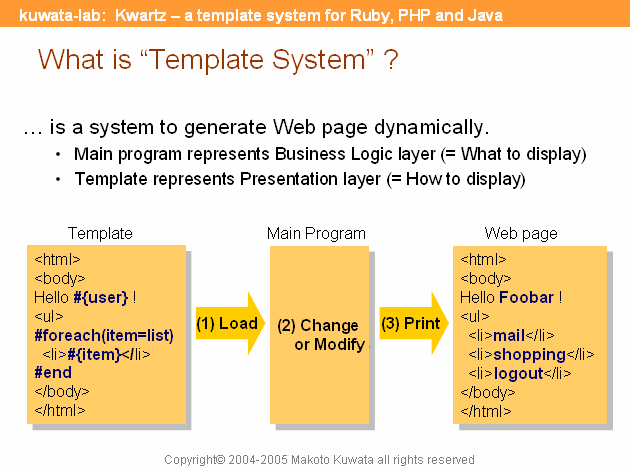 kuwata-lab: Kwartz – a template system for Ruby, PHP and Java
What is “Template System” ?
… is a system to generate Web page dynamically.
• Main program represents Business Logic layer (= What to display)
• Template represents Presentation layer (= How to display)
Template
<html>
<body>
Hello #{user} !
<ul>
#foreach(item=list)
<li>#{item}</li>
#end
</body>
</html>
(1) Load
Main Program
(2) Change
or Modify
(3) Print
Web page
<html>
<body>
Hello Foobar !
<ul>
<li>mail</li>
<li>shopping</li>
<li>logout</li>
</body>
</html>
Copyright© 2004-2005 Makoto Kuwata all rights reserved